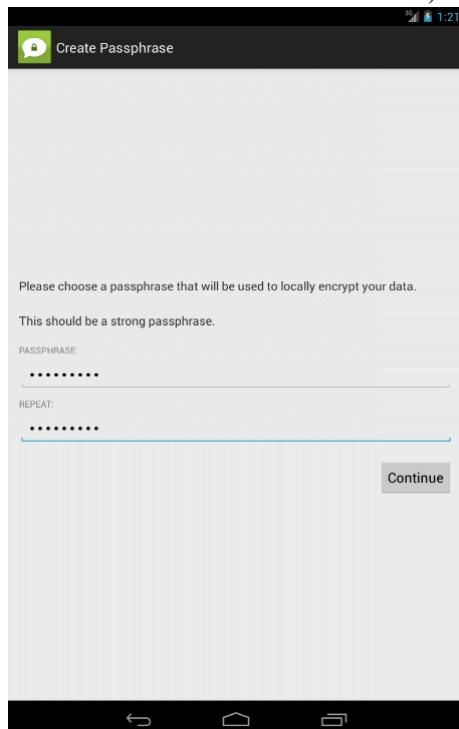 3G 1:21
Create Passphrase
Please choose a passphrase that will be used to locally encrypt your data.
This should be a strong passphrase.
PASSPHRASE:
•••••••••
REPEAT:
•••••••••
Continue